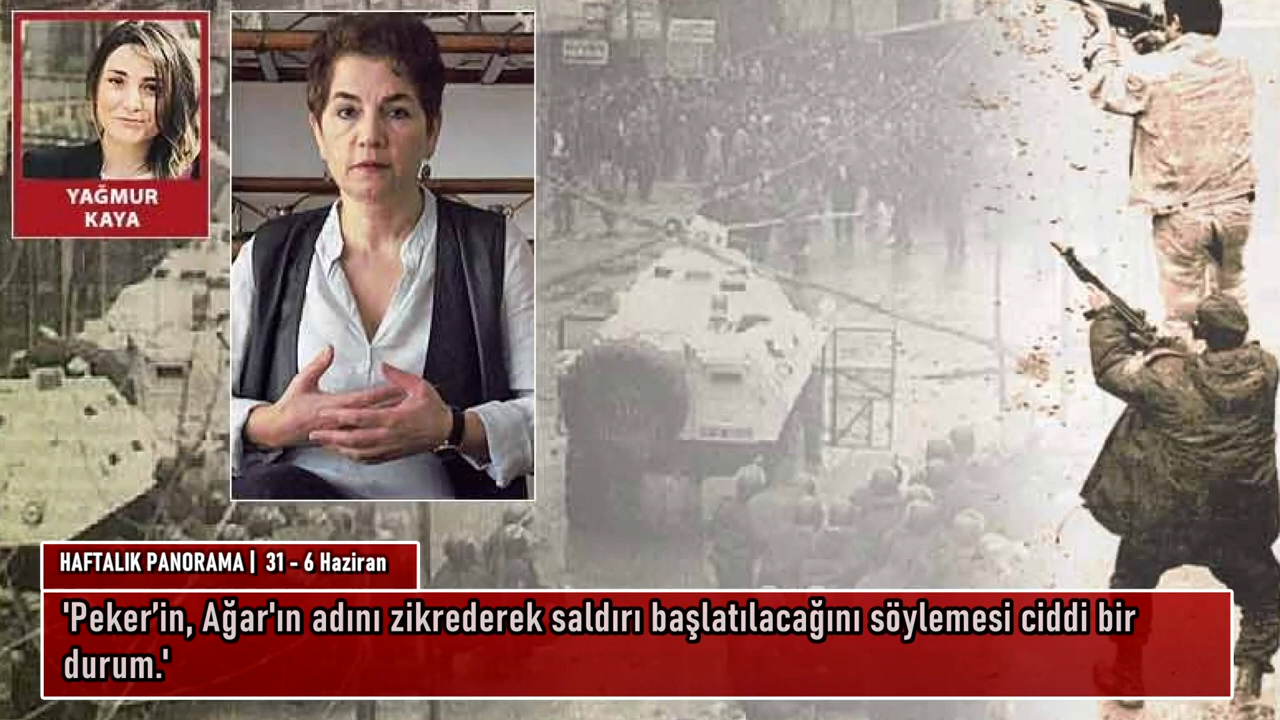 YAĞMUR
KAYA
HAFTALIK PANORAMA | 31 - 6 Haziran
'Peker’in, Ağar'ın adını zikrederek saldırı başlatılacağını söylemesi ciddi bir
durum.'